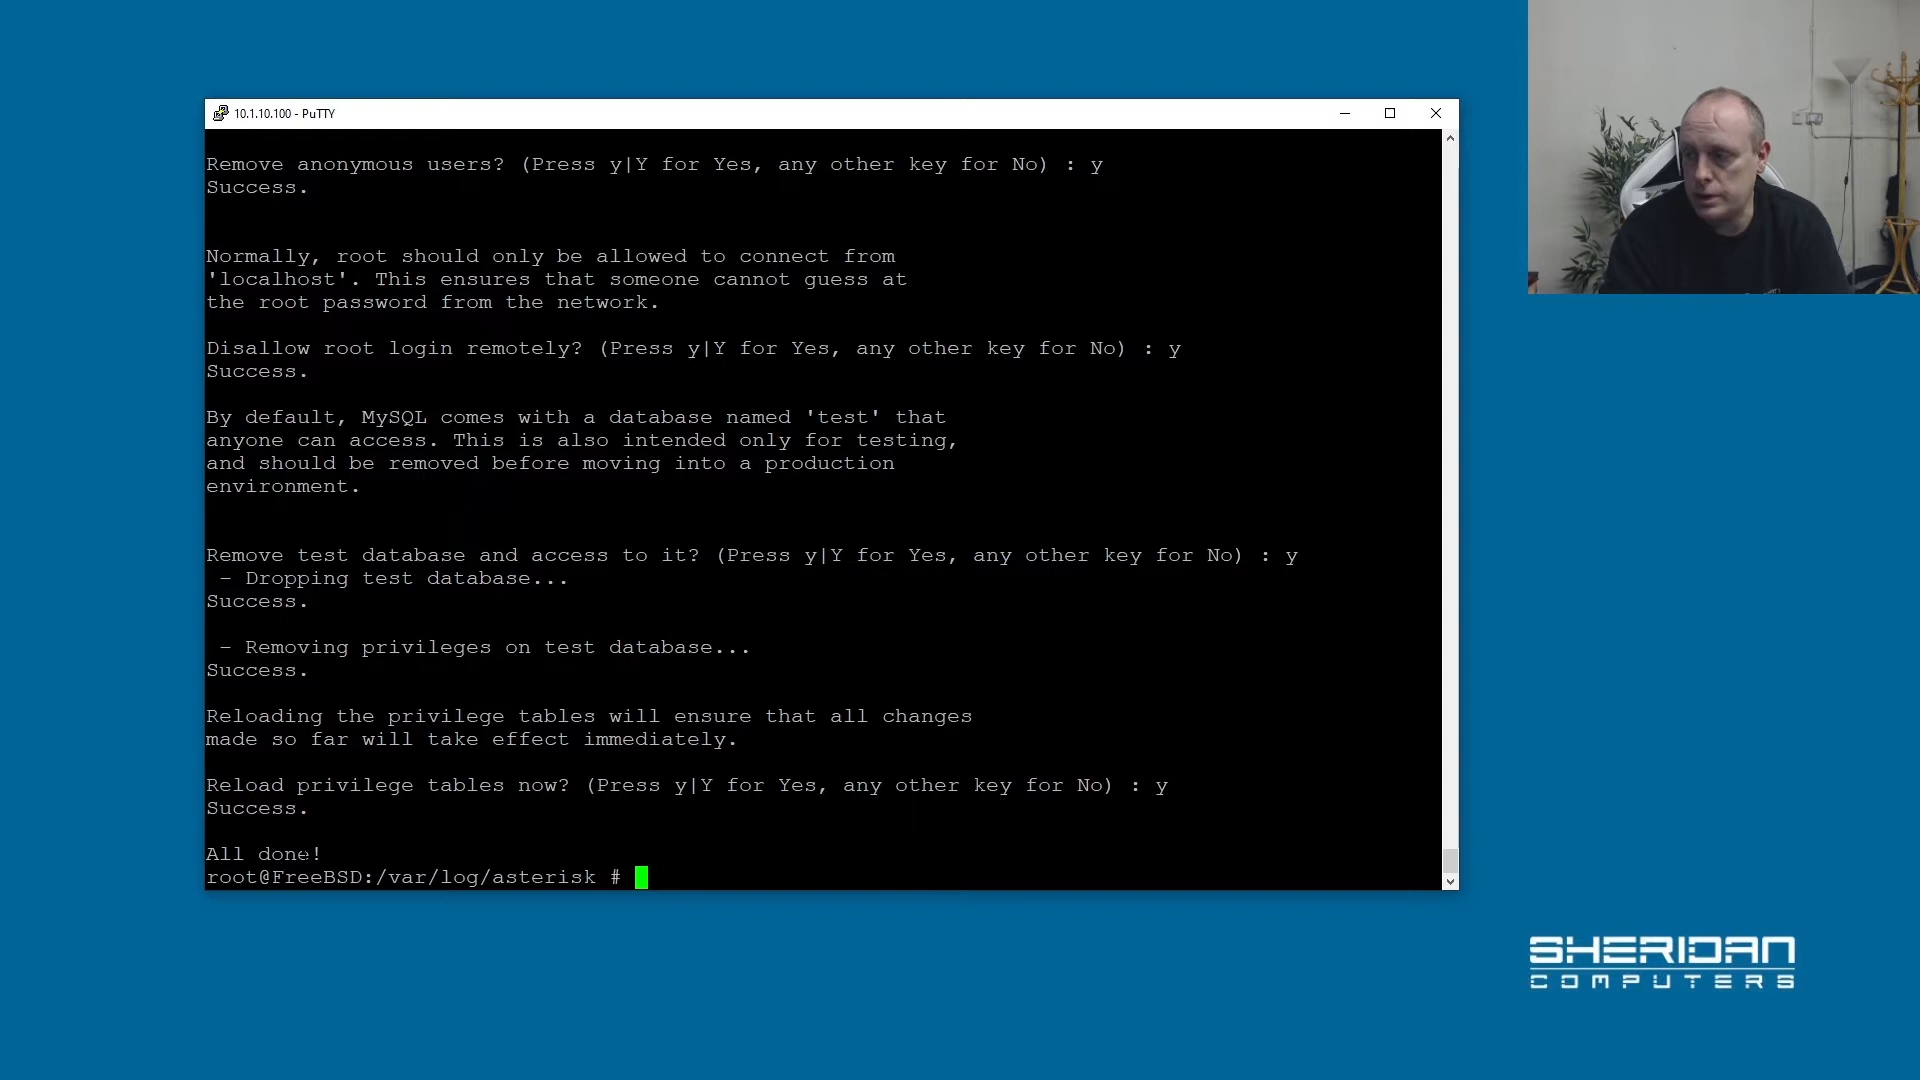 10.1.10.100 - PuTTY
Remove anonymous users? (Press y|Y for Yes, any other key for No) : y
Success.
Normally, root should only be allowed to connect from
'localhost'. This ensures that someone cannot guess at
the root password from the network.
Disallow root login remotely? (Press y|Y for Yes, any other key for No) : y
Success.
By default, MySQL comes with a database named 'test' that
anyone can access. This is also intended only for testing,
and should be removed before moving into a production
environment.
Remove test database and access to it? (Press y|Y for Yes, any other key for No) : y
- Dropping test database...
Success.
- Removing privileges on test database...
Success.
Reloading the privilege tables will ensure that all changes
made so far will take effect immediately.
Reload privilege tables now? (Press y|Y for Yes, any other key for No) : y
Success.
All done!
root@FreeBSD:/var/log/asterisk #
SHERIDAN
COMPUTERS